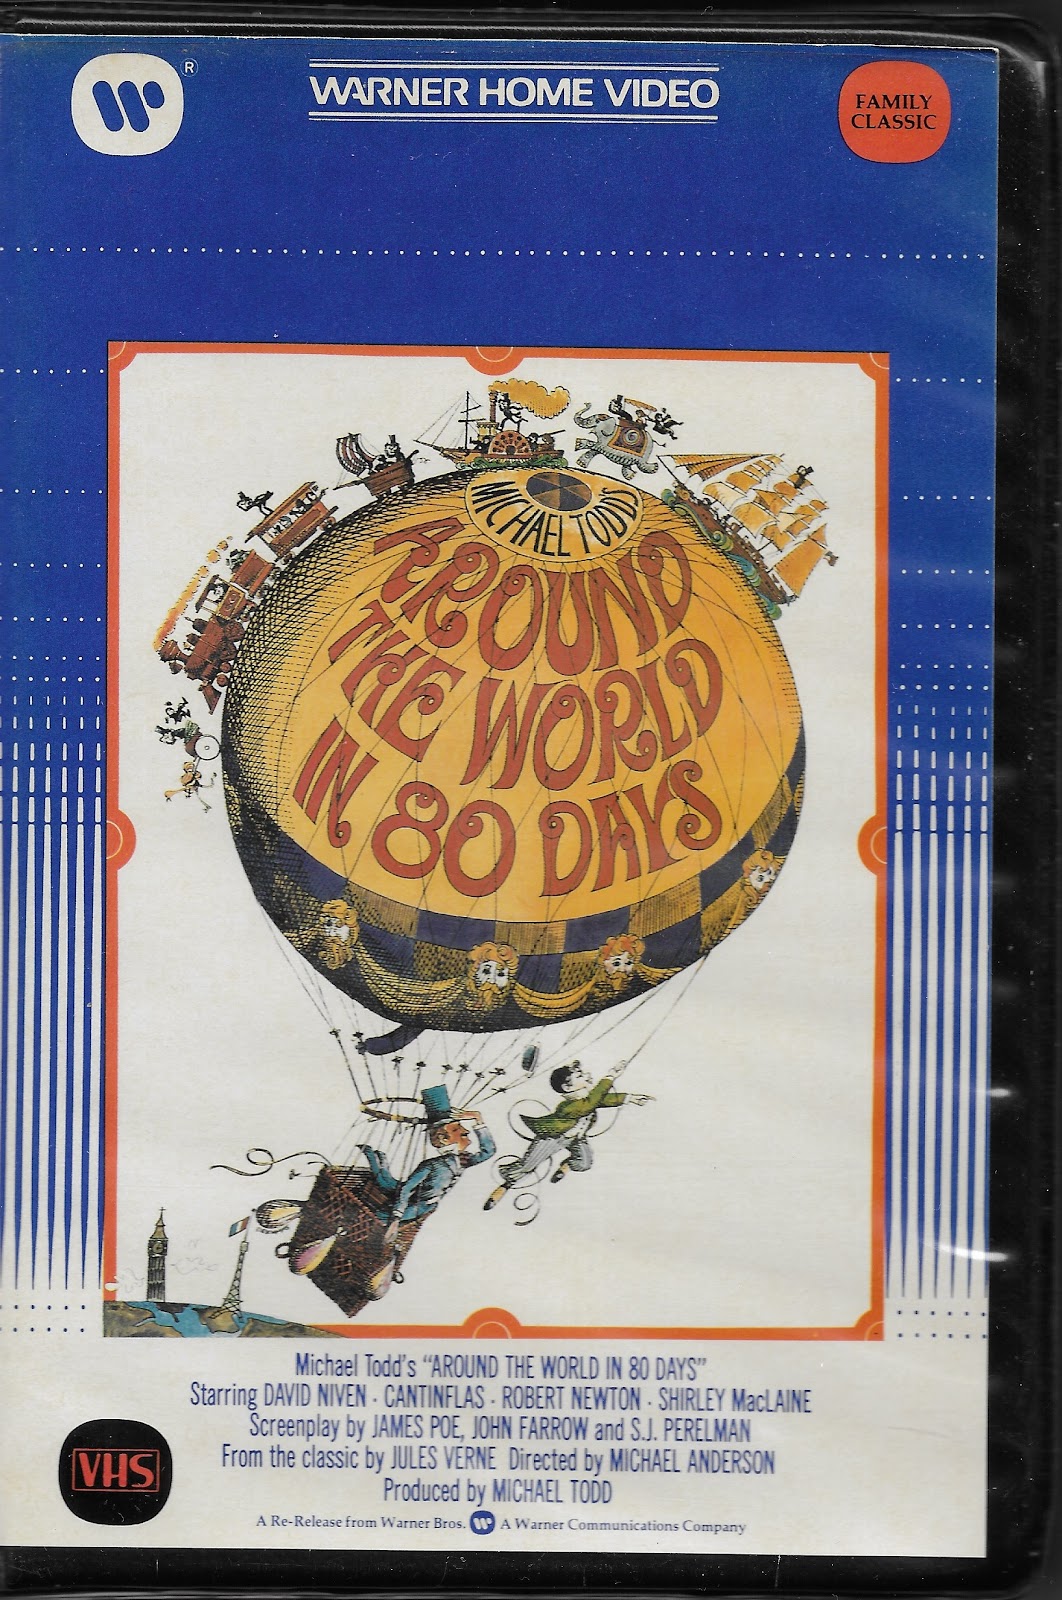 ®
WARNER HOME VIDEO
FAMILY
CLASSIC
MICHAEL TODD'S
AROUND
THE WORLD
IN 80 DAYS
Michael Todd's "AROUND THE WORLD IN 80 DAYS"
Starring DAVID NIVEN · CANTINFLAS · ROBERT NEWTON · SHIRLEY MacLAINE
Screenplay by JAMES POE, JOHN FARROW and S.J. PERELMAN
From the classic by JULES VERNE Directed by MICHAEL ANDERSON
Produced by MICHAEL TODD
VHS
A Re-Release from Warner Bros. W A Warner Communications Company